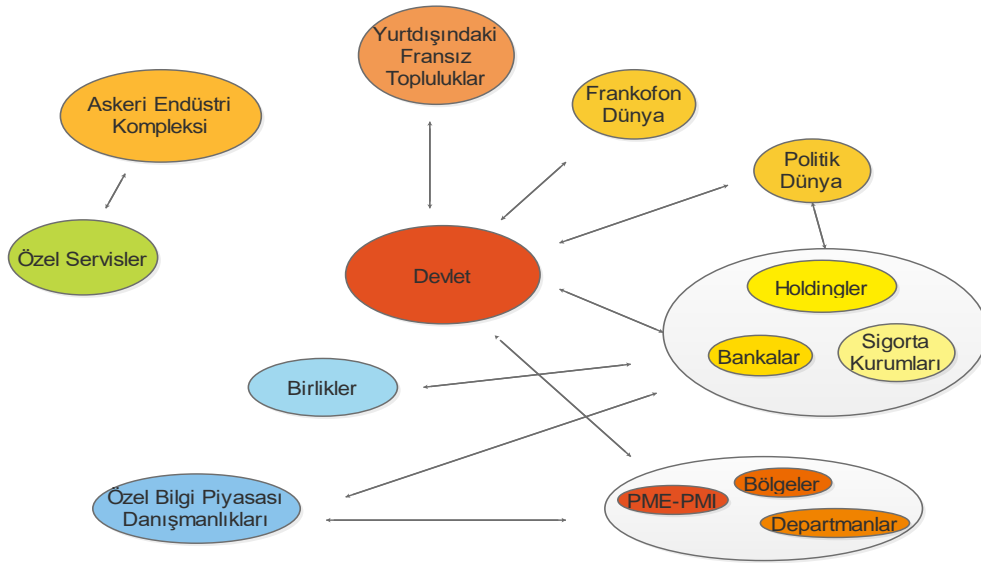 Yurtdışındaki
Fransız
Topluluklar
Askeri Endüstri
Kompleksi
Frankofon
Dünya
Politik
Dünya
Özel Servisler
Devlet
Holdingler
Bankalar
Sigorta
Kurumları
Birlikler
Özel Bilgi Piyasası
Danışmanlıkları
PME-PMI
Bölgeler
Departmanlar